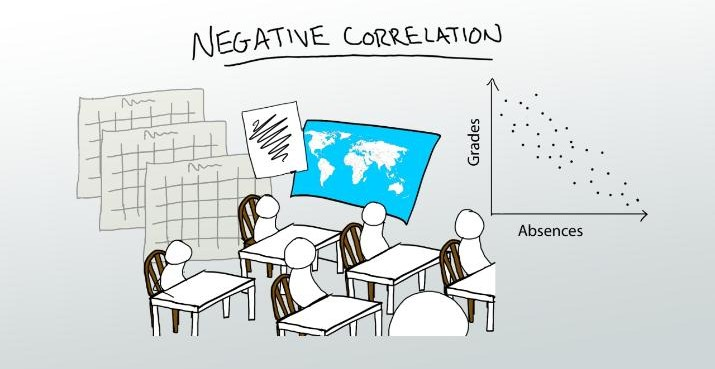 NEGATIVE CORRELATION
Grades
Absences